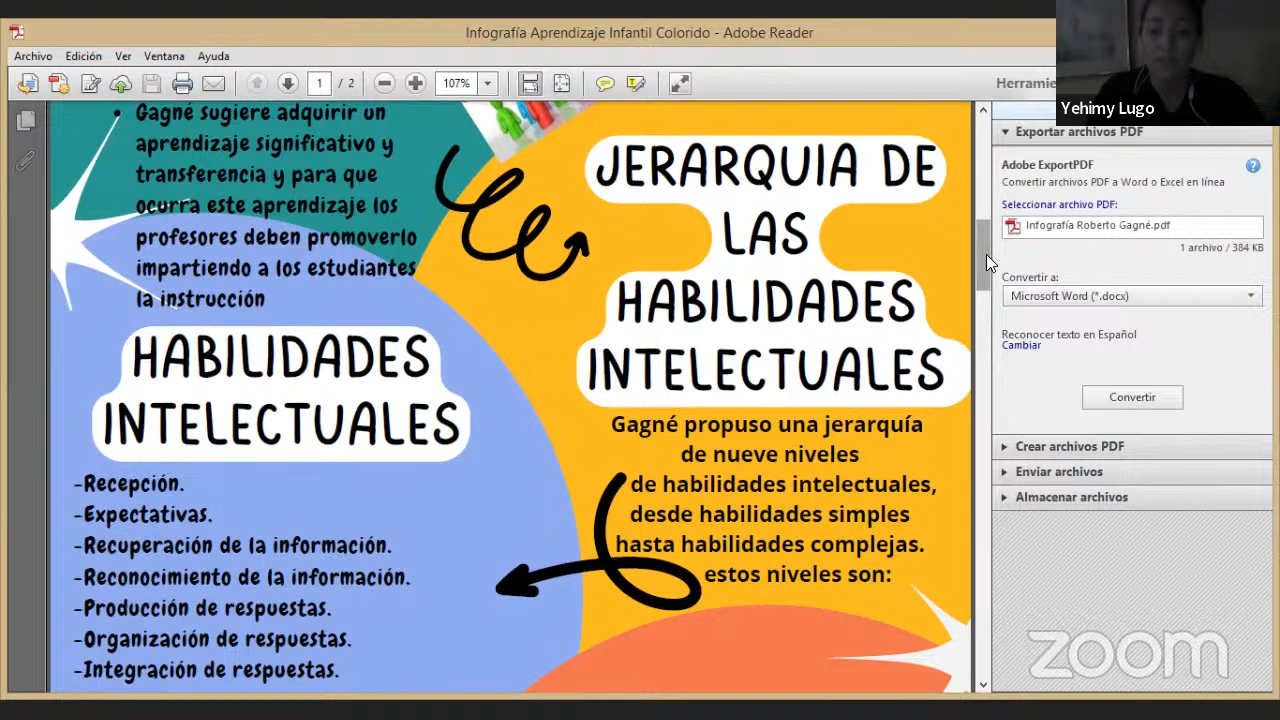 Infografía Aprendizaje Infantil Colorido - Adobe Reader
Archivo Edición Ver Ventana Ayuda
1 / 2 107%
Herramie
Yehimy Lugo
• Gagné sugiere adquirir un
aprendizaje significativo y
transferencia y para que
ocurra este aprendizaje los
profesores deben promoverlo
impartiendo a los estudiantes
la instrucción
HABILIDADES
INTELECTUALES
-Recepción.
-Expectativas.
-Recuperación de la información.
-Reconocimiento de la información.
-Producción de respuestas.
-Organización de respuestas.
-Integración de respuestas.
JERARQUIA DE
LAS
HABILIDADES
INTELECTUALES
Gagné propuso una jerarquía
de nueve niveles
de habilidades intelectuales,
desde habilidades simples
hasta habilidades complejas.
estos niveles son:
Exportar archivos PDF
Adobe ExportPDF
Convertir archivos PDF a Word o Excel en línea
Seleccionar archivo PDF:
Infografía Roberto Gagné.pdf
1 archivo / 384 KB
Convertir a:
Microsoft Word (*.docx)
Reconocer texto en Español
Cambiar
Convertir
Crear archivos PDF
Enviar archivos
Almacenar archivos
zoom